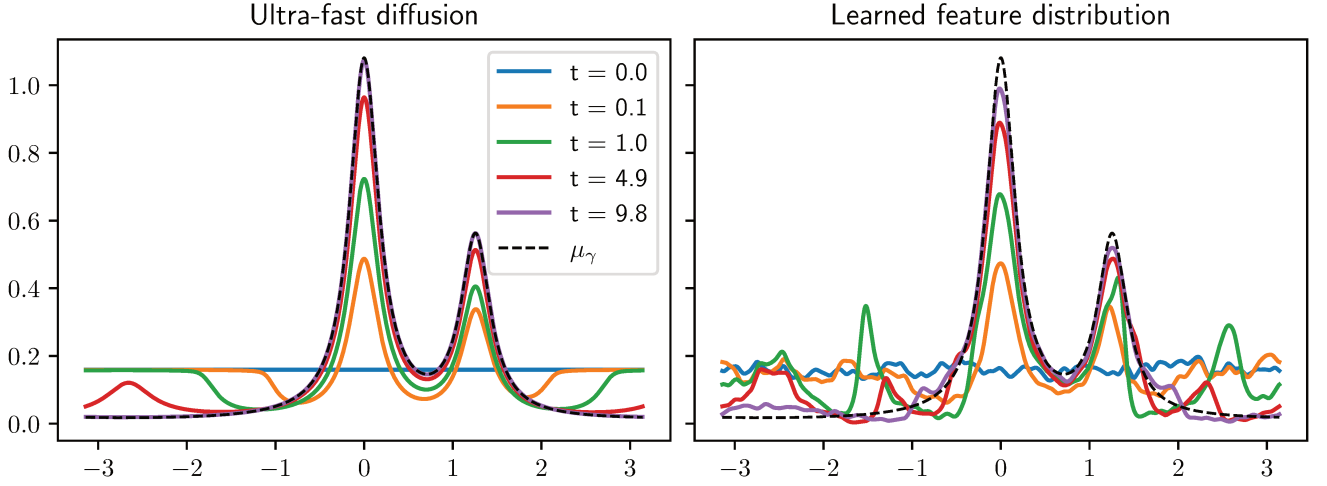 Ultra-fast diffusion
Learned feature distribution
1.0
0.8
0.6
0.4
0.2
0.0
t = 0.0
t = 0.1
t = 1.0
t = 4.9
t = 9.8
μγ
−3 −2 −1 0 1 2 3
−3 −2 −1 0 1 2 3